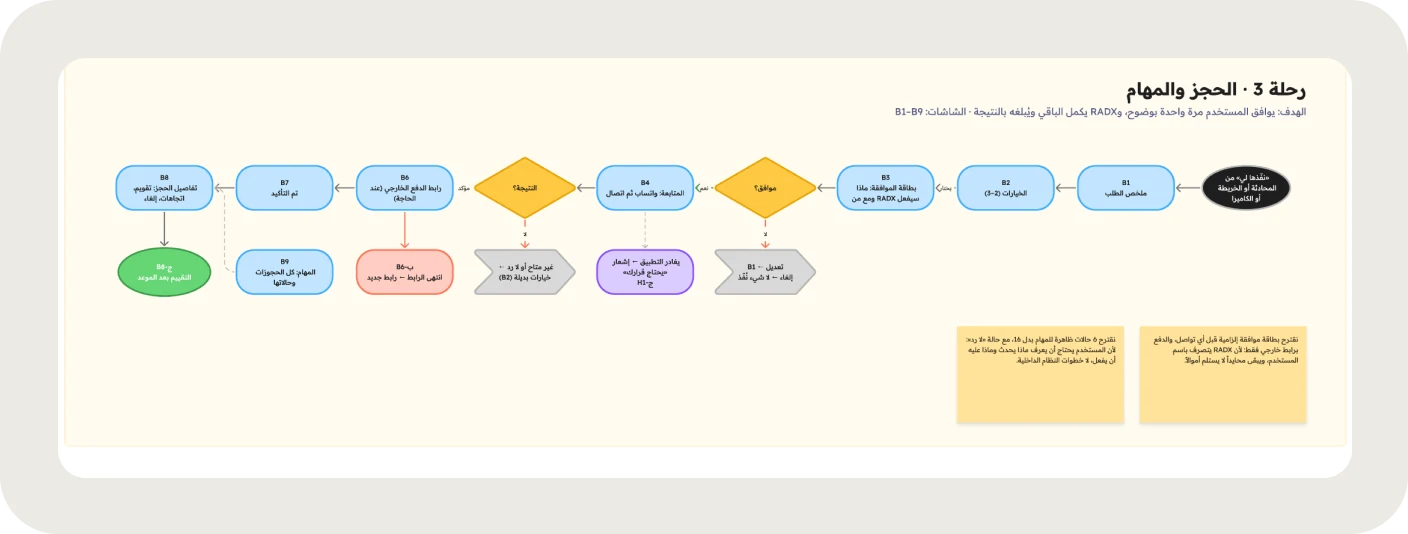 رحلة 3 · الحجز والمهام
الهدف: يوافق المستخدم مرة واحدة بوضوح، وRADX يكمل الباقي ويُبلغه بالنتيجة · الشاشات: B1–B9
«نفّذها لي» من
المحادثة أو الخريطة
أو الكاميرا
B1
ملخص الطلب
B2
الخيارات (2–3)
يختار
B3
بطاقة الموافقة: ماذا
سيفعل RADX ومع من
موافق؟
نعم
B4
المتابعة: واتساب ثم اتصال
النتيجة؟
مؤكد
B6
رابط الدفع الخارجي (عند
الحاجة)
B7
تم التأكيد
B8
تفاصيل الحجز: تقويم،
اتجاهات، إلغاء
لا
تعديل ← B1
إلغاء ← لا شيء نُفّذ
يغادر التطبيق ← إشعار
«يحتاج قرارك»
ج-H1
لا
غير متاح أو لا رد ←
خيارات بديلة (B2)
ب-B6
انتهى الرابط ← رابط جديد
B9
المهام: كل الحجوزات
وحالاتها
ج-B8
التقييم بعد الموعد
نقترح بطاقة موافقة إلزامية قبل أي تواصل، والدفع
برابط خارجي فقط: لأن RADX يتصرف باسم
المستخدم، ويبقى محايداً لا يستلم أموالاً.
نقترح 6 حالات ظاهرة للمهام بدل 16، مع حالة «لا رد»:
لأن المستخدم يحتاج أن يعرف ماذا يحدث وماذا عليه
أن يفعل، لا خطوات النظام الداخلية.